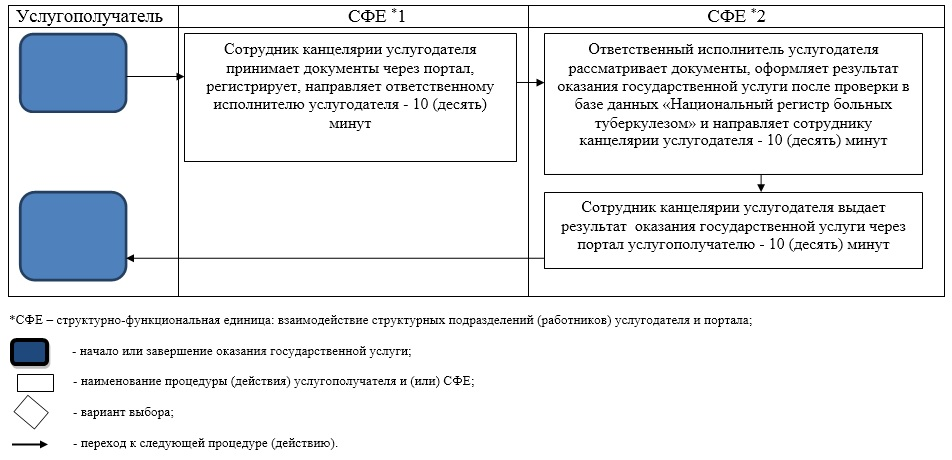 Услугополучатель
СФЕ *1
СФЕ *2
Сотрудник канцелярии услугодателя
принимает документы через портал,
регистрирует, направляет ответственному
исполнителю услугодателя - 10 (десять)
минут
Ответственный исполнитель услугодателя
рассматривает документы, оформляет результат
оказания государственной услуги после проверки в
базе данных «Национальный регистр больных
туберкулезом» и направляет сотруднику
канцелярии услугодателя - 10 (десять) минут
Сотрудник канцелярии услугодателя выдает
результат оказания государственной услуги через
портал услугополучателю - 10 (десять) минут
*СФЕ – структурно-функциональная единица: взаимодействие структурных подразделений (работников) услугодателя и портала;
- начало или завершение оказания государственной услуги;
- наименование процедуры (действия) услугополучателя и (или) СФЕ;
- вариант выбора;
- переход к следующей процедуре (действию).